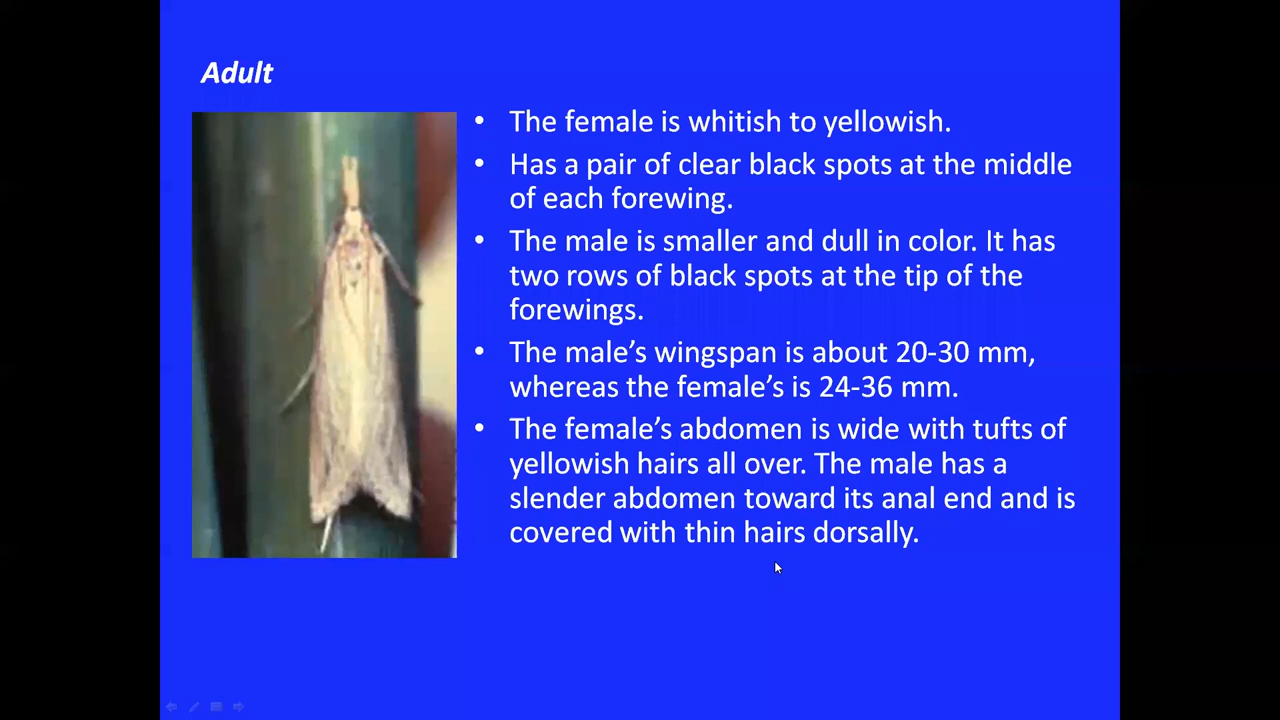 Adult
• The female is whitish to yellowish.
• Has a pair of clear black spots at the middle
of each forewing.
• The male is smaller and dull in color. It has
two rows of black spots at the tip of the
forewings.
• The male’s wingspan is about 20-30 mm,
whereas the female’s is 24-36 mm.
• The female’s abdomen is wide with tufts of
yellowish hairs all over. The male has a
slender abdomen toward its anal end and is
covered with thin hairs dorsally.